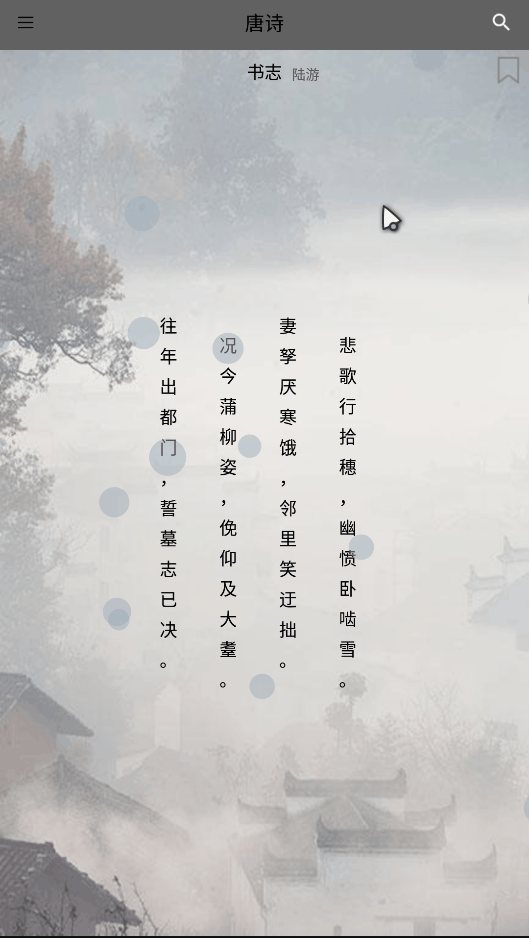 唐诗
书志 陆游
往年出都门，誓墓志已决。
况今蒲柳姿，俛仰及大耋。
妻孥厌寒饿，邻里笑迂拙。
悲歌行拾穗，幽愤卧啮雪。